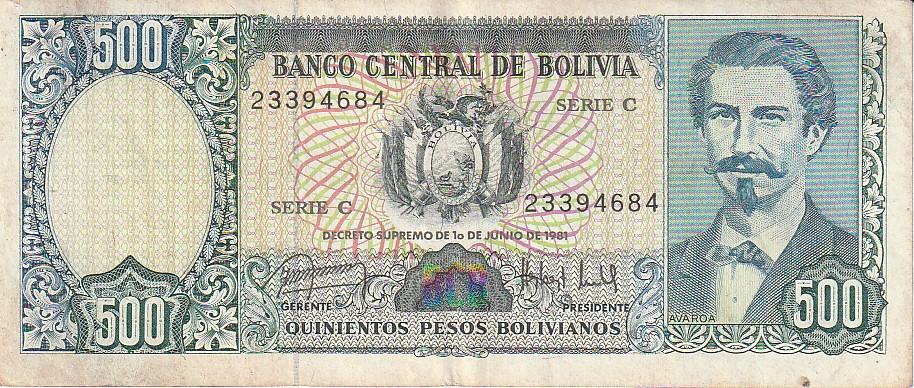 500
BANCO CENTRAL DE BOLIVIA
23394684
SERIE C
BOLIVIA
SERIE C
23394684
DECRETO SUPREMO DE 1o DE JUNIO DE 1981
GERENTE
PRESIDENTE
500
QUINIENTOS PESOS BOLIVIANOS
AVAROA
500